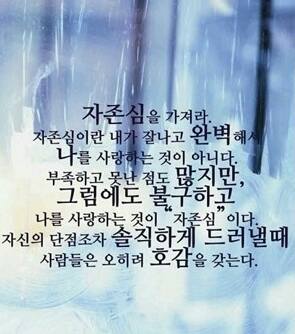 자존심을 가져라.
자존심이란 내가 잘나고 완벽해서
나를 사랑하는 것이 아니다.
부족하고 못난 점도 많지만,
그럼에도 불구하고
나를 사랑하는 것이 “자존심” 이다.
자신의 단점조차 솔직하게 드러낼때
사람들은 오히려 호감을 갖는다.